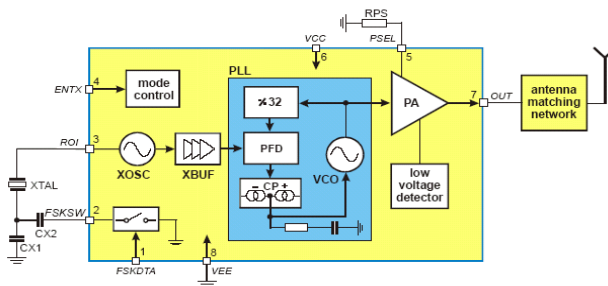 RPS
VCC
PSEL
6
5
PLL
ENTX
4
mode
control
÷32
PA
7
OUT
antenna
matching
network
ROI
3
XOSC
XBUF
PFD
VCO
XTAL
low
voltage
detector
- CP +
FSKSW
2
CX2
CX1
1
FSKDTA
8
VEE